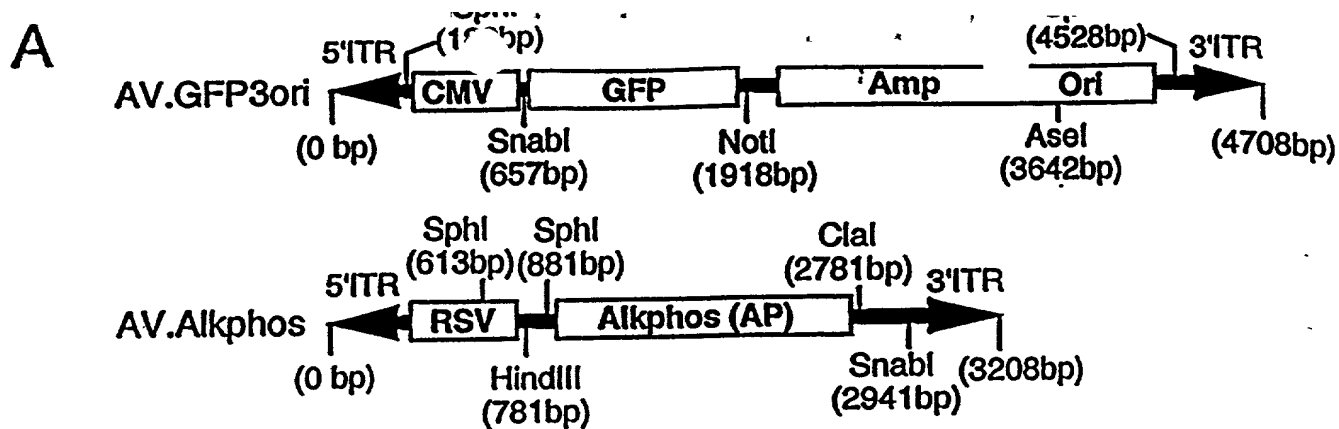 A
5'ITR
(4528bp)
3'ITR
AV.GFP3ori
CMV
GFP
Amp
Ori
(0 bp)
SnabI
(657bp)
NotI
(1918bp)
AseI
(3642bp)
(4708bp)
SphI
(613bp)
SphI
(881bp)
ClaI
(2781bp)
5'ITR
3'ITR
AV.Alkphos
RSV
Alkphos (AP)
(0 bp)
HindIII
(781bp)
SnabI
(2941bp)
(3208bp)